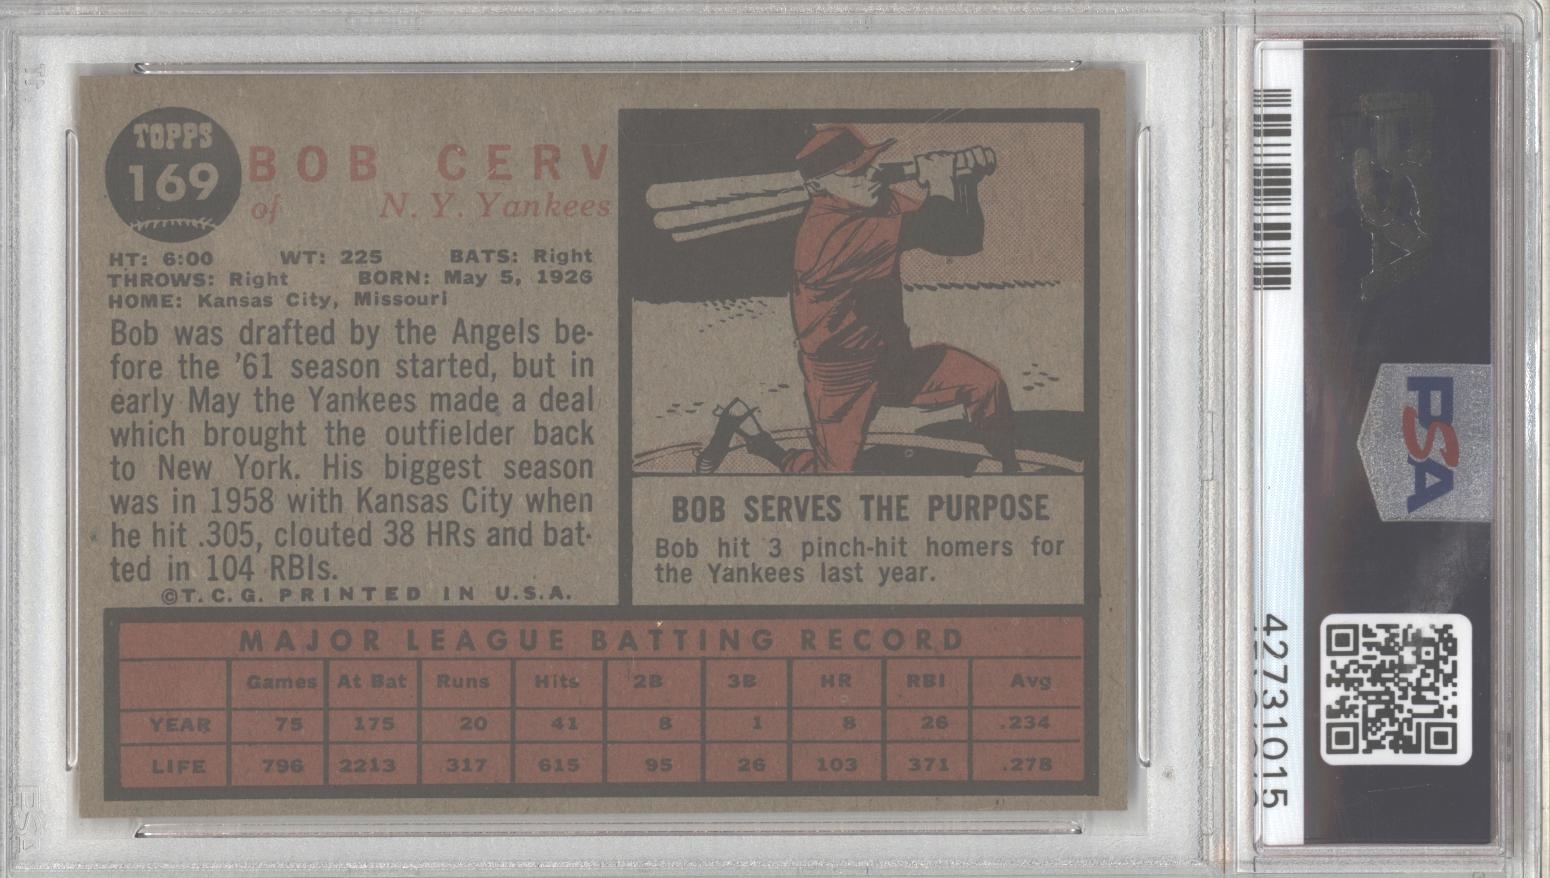 TOPPS
169
BOB CERV
of N. Y. Yankees
HT: 6:00 WT: 225 BATS: Right
THROWS: Right BORN: May 5, 1926
HOME: Kansas City, Missouri
Bob was drafted by the Angels be-
fore the '61 season started, but in
early May the Yankees made a deal
which brought the outfielder back
to New York. His biggest season
was in 1958 with Kansas City when
he hit .305, clouted 38 HRs and bat-
ted in 104 RBIs.
©T.C.G. PRINTED IN U.S.A.
BOB SERVES THE PURPOSE
Bob hit 3 pinch-hit homers for
the Yankees last year.
MAJOR LEAGUE BATTING RECORD
Games At Bat Runs Hits 2B 3B HR RBI Avg
YEAR 75 175 20 41 8 1 8 26 .234
LIFE 796 2213 317 615 95 26 103 371 .278
PSA
42731015
PSA